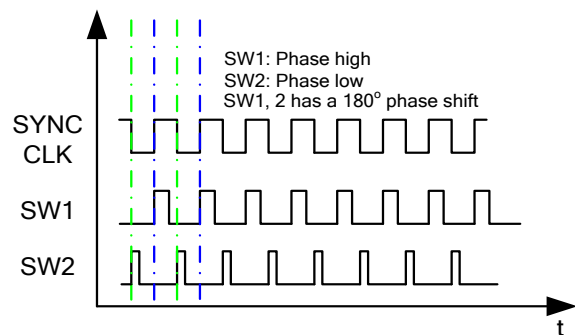 SW1: Phase high
SW2: Phase low
SW1, 2 has a 180° phase shift
SYNC
CLK
SW1
SW2
t